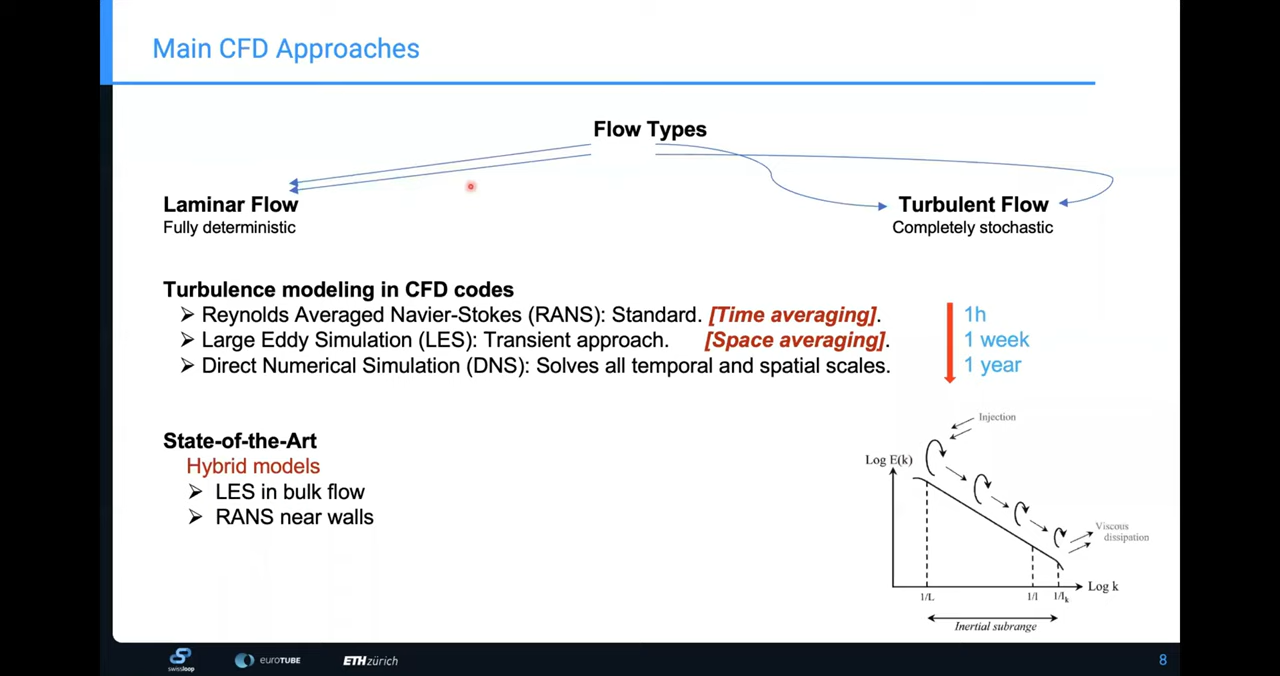 Main CFD Approaches
Flow Types
Laminar Flow
Fully deterministic
Turbulent Flow
Completely stochastic
Turbulence modeling in CFD codes
➢ Reynolds Averaged Navier-Stokes (RANS): Standard. [Time averaging]. 1h
➢ Large Eddy Simulation (LES): Transient approach. [Space averaging]. 1 week
➢ Direct Numerical Simulation (DNS): Solves all temporal and spatial scales. 1 year
State-of-the-Art
Hybrid models
➢ LES in bulk flow
➢ RANS near walls
Injection
Log E(k)
Viscous
dissipation
Log k
1/L 1/l 1/lk
Inertial subrange
swissloop euroTUBE ETH zürich 8